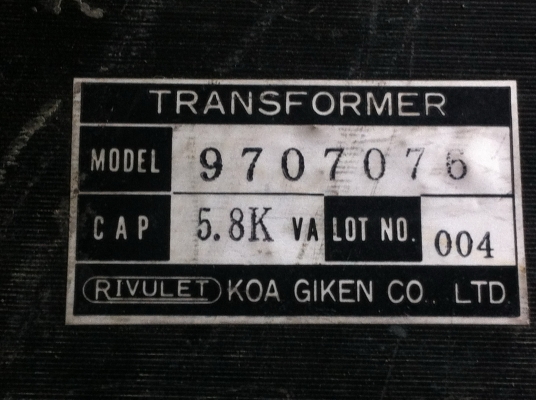 TRANSFORMER
MODEL 9707076
CAP 5.8K VA LOT NO. 004
RIVULET KOA GIKEN CO., LTD